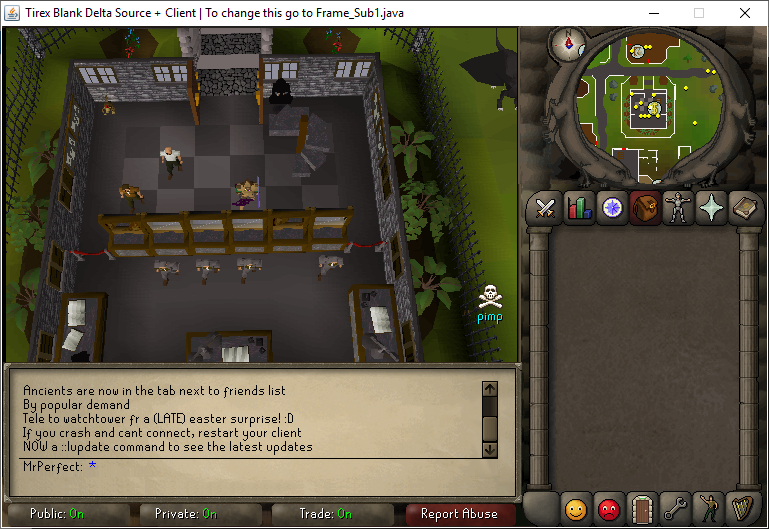 Tirex Blank Delta Source + Client | To change this go to Frame_Sub1.java
pimp
Ancients are now in the tab next to friends list
By popular demand
Tele to watchtower fr a (LATE) easter surprise! :D
If you crash and cant connect, restart your client
NOW a ::lupdate command to see the latest updates
MrPerfect: *
Public: On Private: On Trade: On Report Abuse